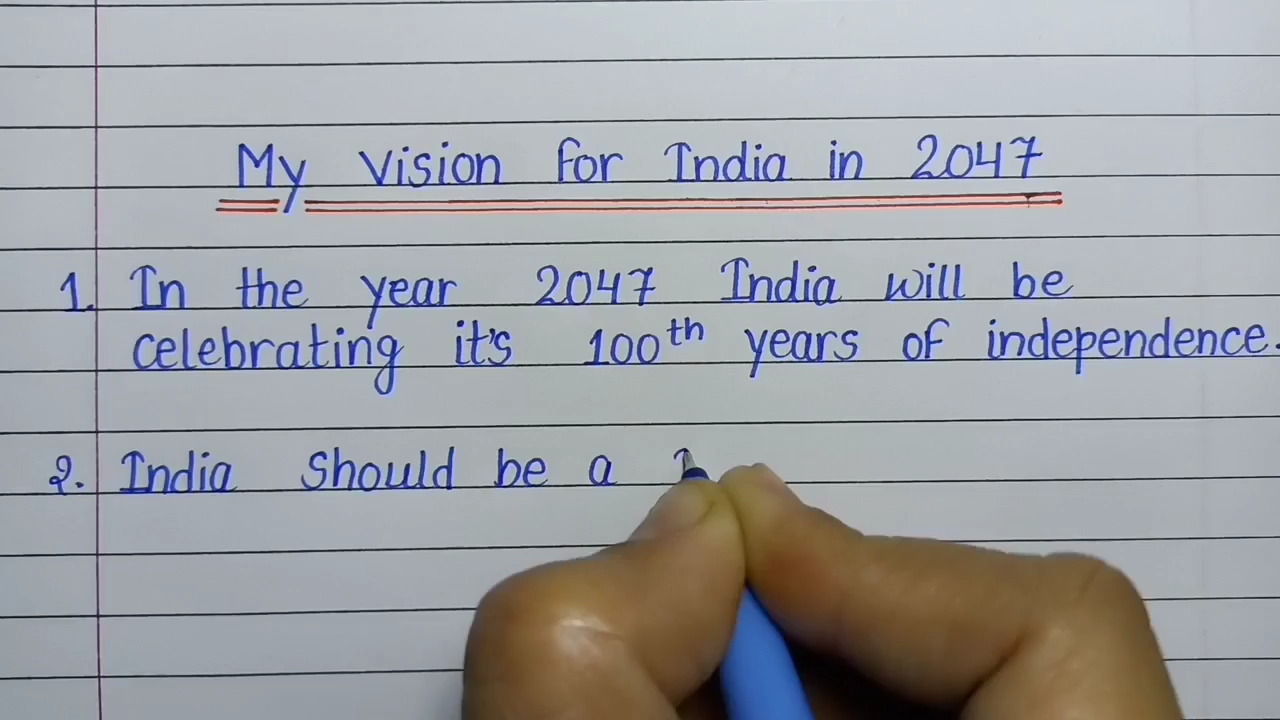 My Vision for India in 2047
1. In the year 2047 India will be
celebrating it's 100th years of independence.
2. India should be a